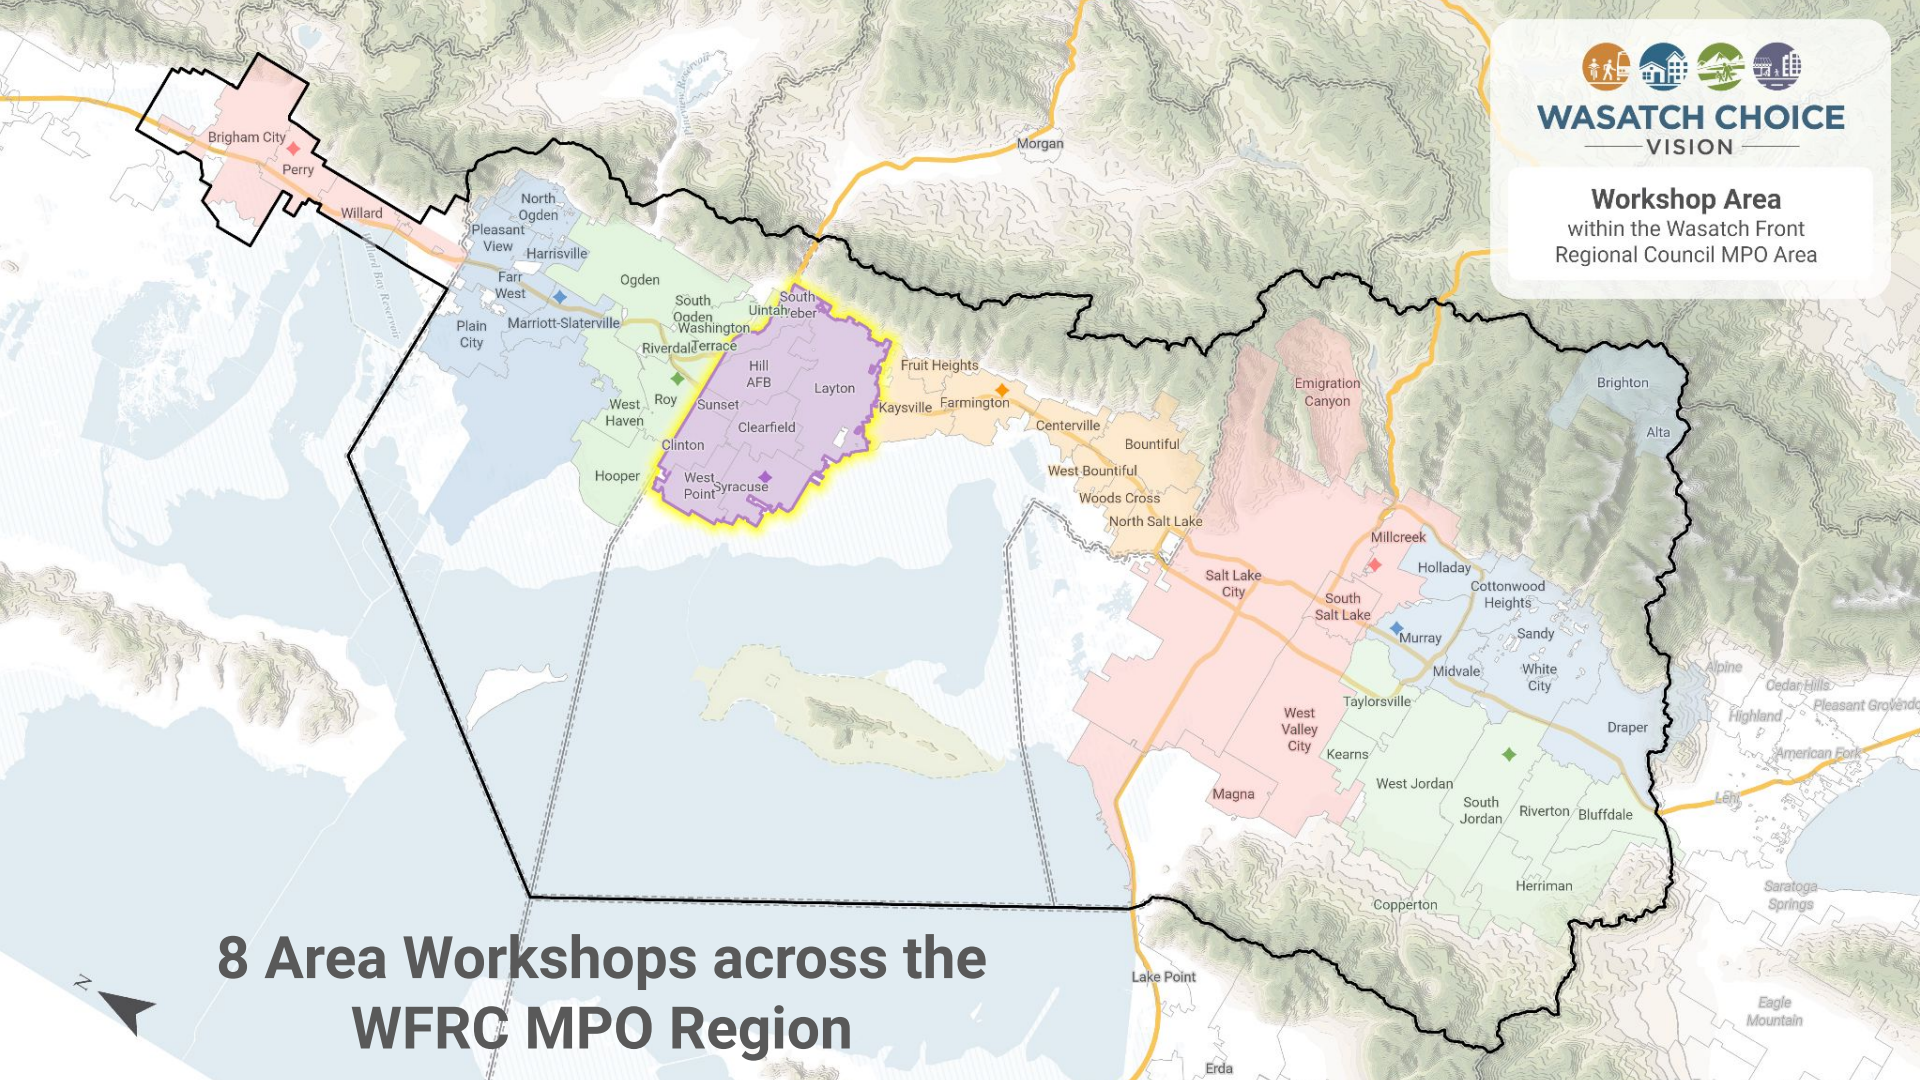 WASATCH CHOICE
VISION
Workshop Area
within the Wasatch Front
Regional Council MPO Area
Pineview Reservoir
Morgan
Brigham City
Perry
Willard
Willard Bay Reservoir
North
Ogden
Pleasant
View
Harrisville
Farr
West
Marriott-Slaterville
Plain
City
Ogden
South
Ogden
Uintah
South
Weber
Washington
Terrace
Riverdale
Hill
AFB
Layton
Roy
Sunset
West
Haven
Clearfield
Clinton
Hooper
West
Point
Syracuse
Fruit Heights
Kaysville
Farmington
Centerville
Bountiful
West Bountiful
Woods Cross
North Salt Lake
Emigration
Canyon
Brighton
Alta
Millcreek
Holladay
Cottonwood
Heights
Salt Lake
City
South
Salt Lake
Murray
Sandy
Midvale
White
City
Taylorsville
West
Valley
City
Kearns
Draper
Magna
West Jordan
South
Jordan
Riverton
Bluffdale
Herriman
Copperton
Alpine
Cedar Hills
Highland
Pleasant Grove
American Fork
Lehi
Saratoga
Springs
Eagle
Mountain
Lake Point
Erda
N
8 Area Workshops across the
WFRC MPO Region